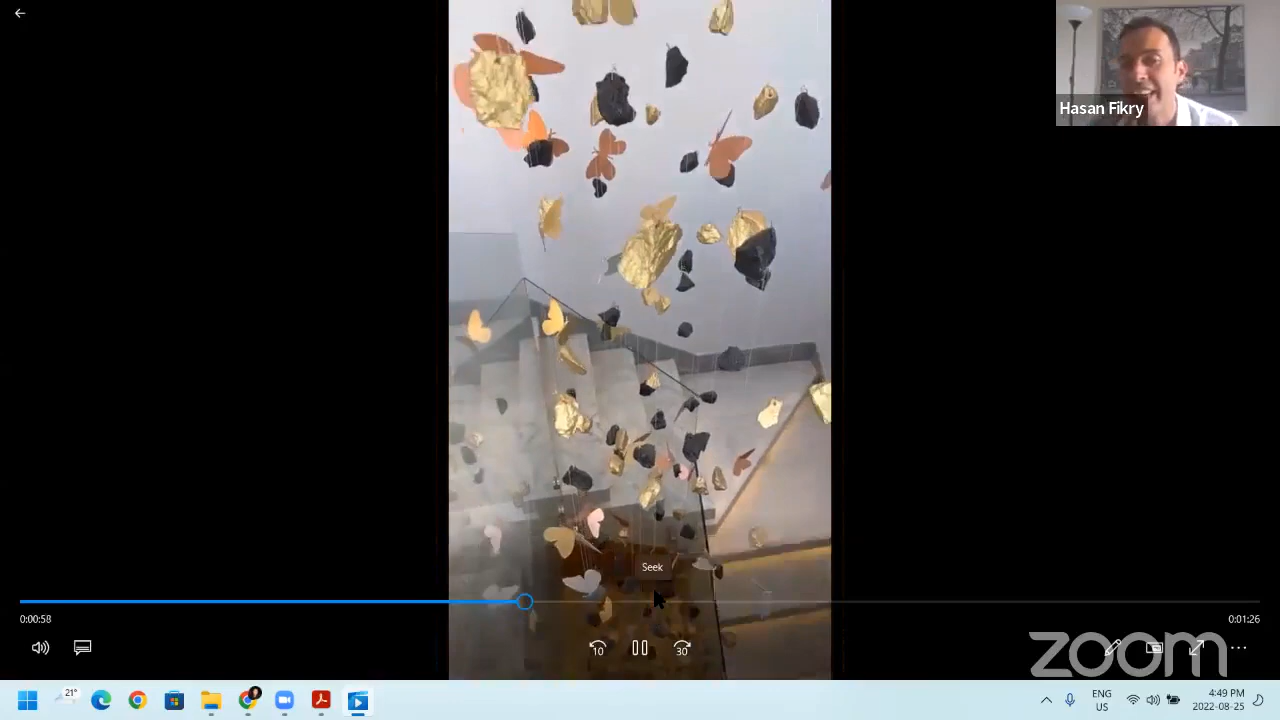 Hasan Fikry
Seek
0:00:58
0:01:26
10
30
zoom
21°
ENG
US
4:49 PM
2022-08-25